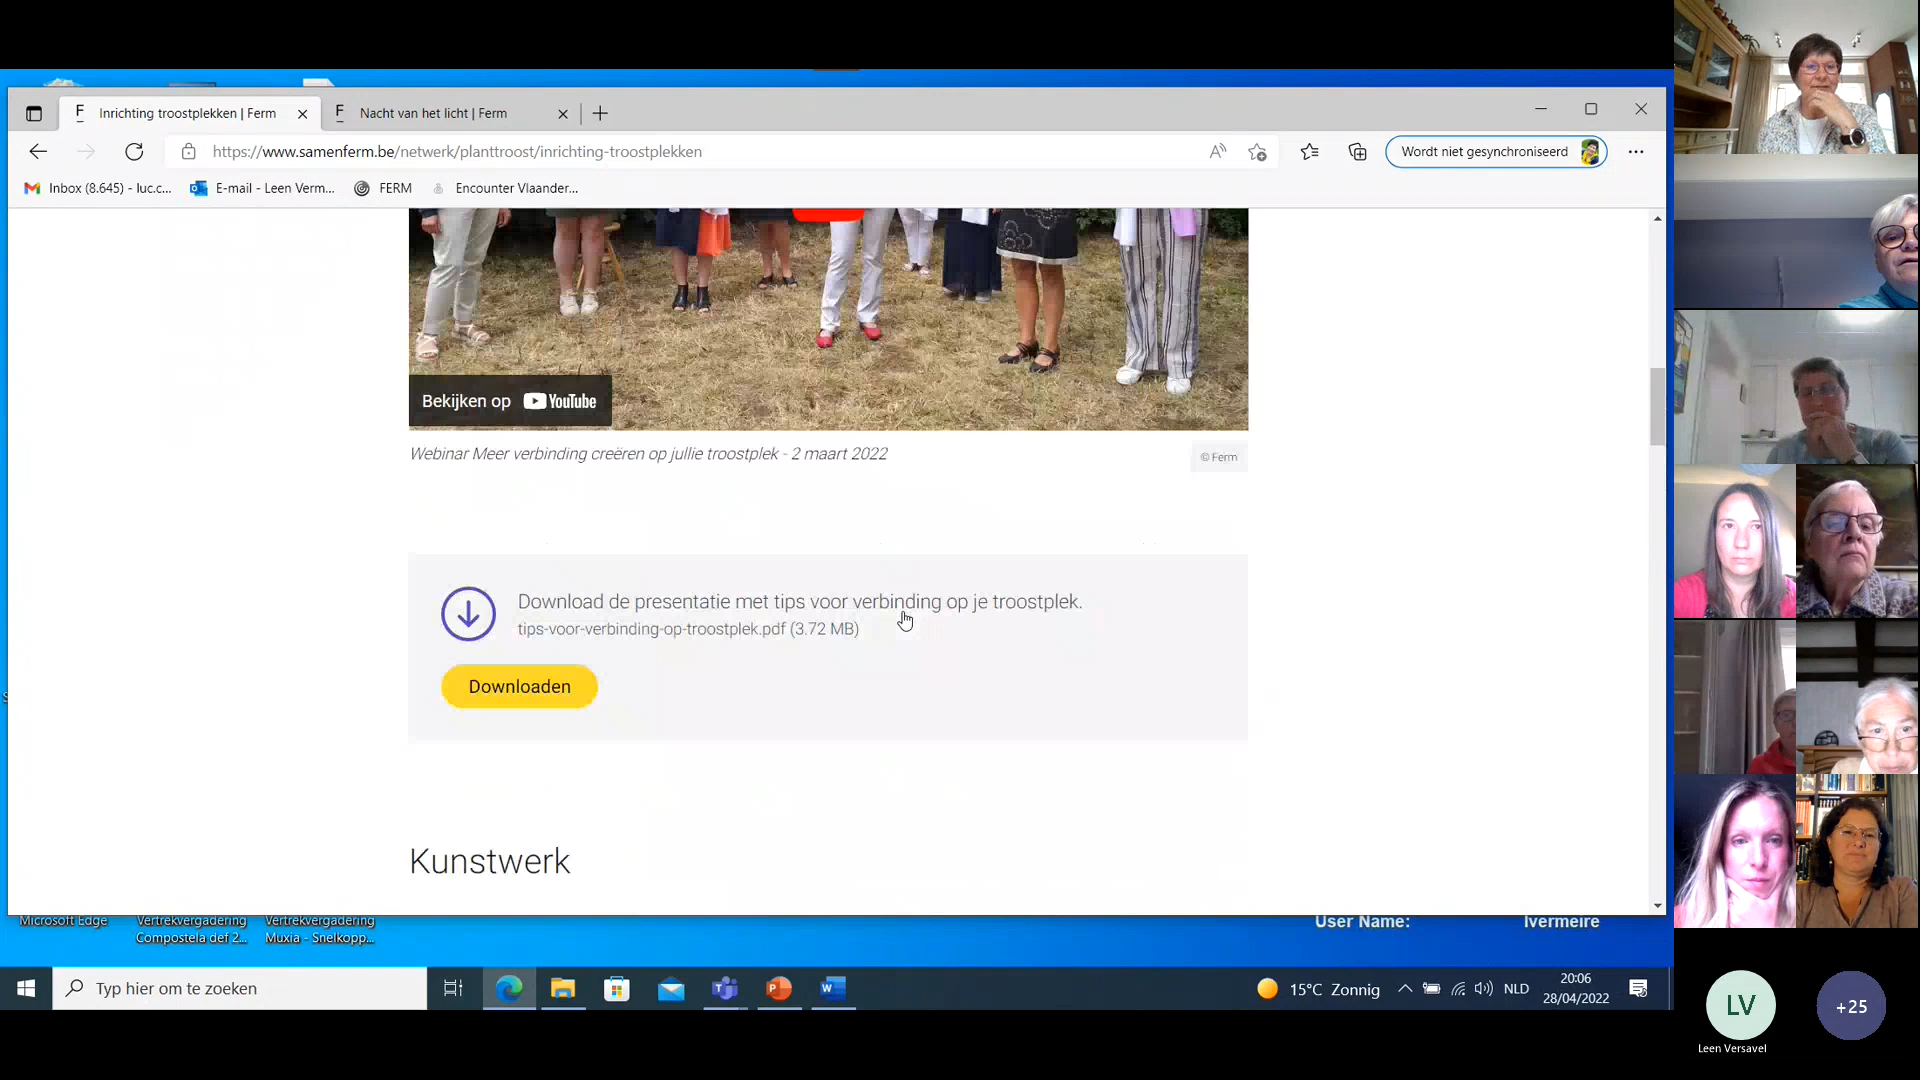 Inrichting troostplekken | Ferm
Nacht van het licht | Ferm
https://www.samenferm.be/netwerk/planttroost/inrichting-troostplekken
Wordt niet gesynchroniseerd
Inbox (8.645) - luc.c...
E-mail - Leen Verm...
FERM
Encounter Vlaander...
Bekijken op YouTube
Webinar Meer verbinding creëren op jullie troostplek - 2 maart 2022
© Ferm
Download de presentatie met tips voor verbinding op je troostplek.
tips-voor-verbinding-op-troostplek.pdf (3.72 MB)
Downloaden
Kunstwerk
Microsoft Edge
Vertrekvergadering
Compostela def 2...
Vertrekvergadering
Muxia - Snelkopp...
User Name:
lvermeire
Typ hier om te zoeken
15°C Zonnig
NLD
20:06
28/04/2022
LV
Leen Versavel
+25